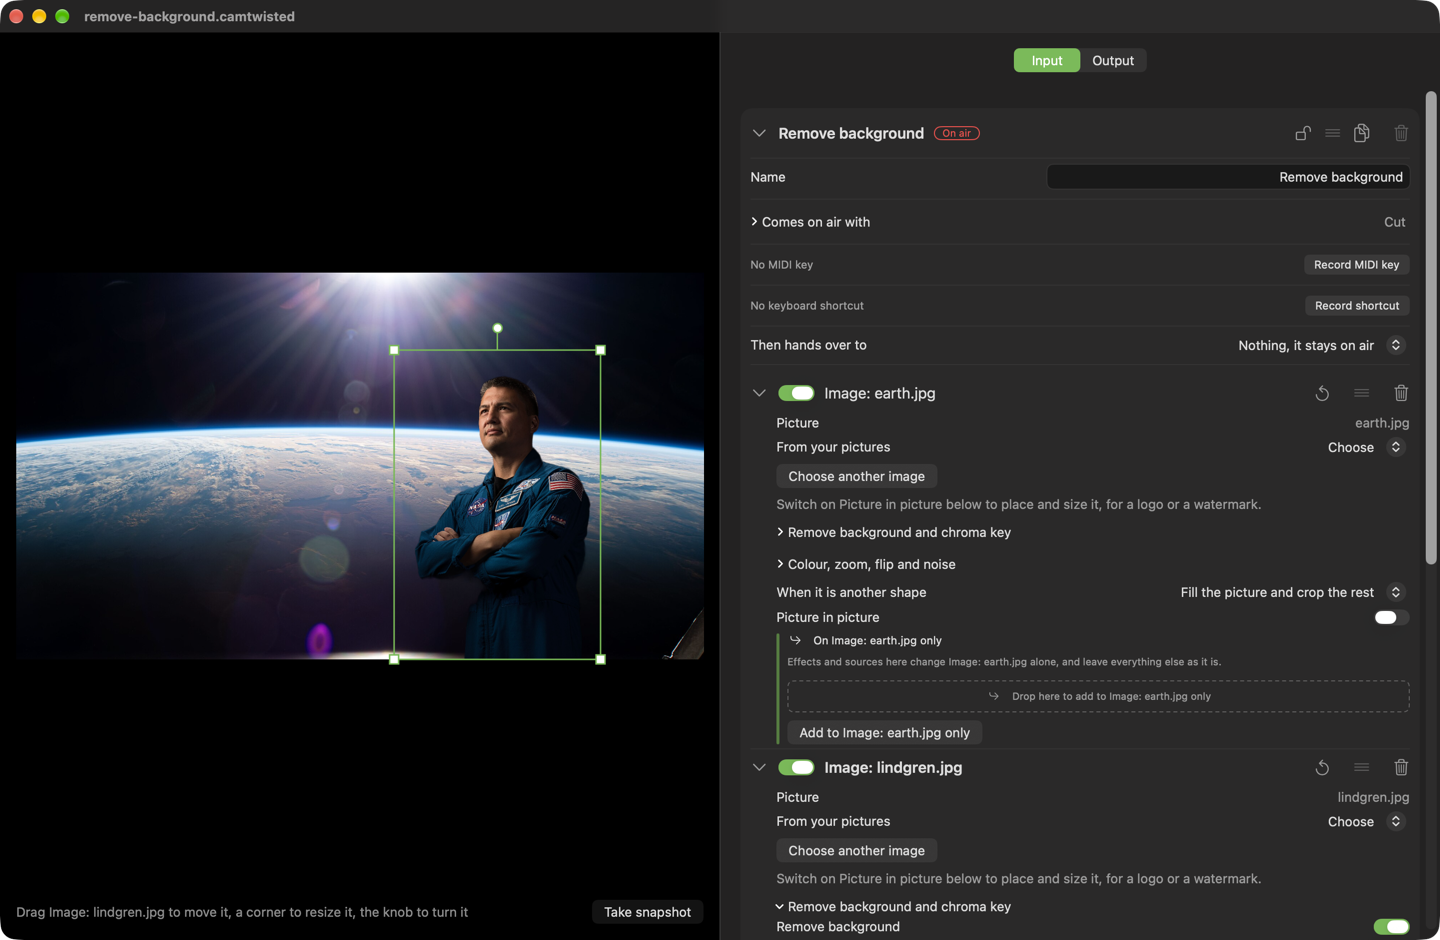 remove-background.camtwisted
Input
Output
Remove background
On air
Name
Remove background
Comes on air with
Cut
No MIDI key
Record MIDI key
No keyboard shortcut
Record shortcut
Then hands over to
Nothing, it stays on air
Image: earth.jpg
Picture
earth.jpg
From your pictures
Choose
Choose another image
Switch on Picture in picture below to place and size it, for a logo or a watermark.
Remove background and chroma key
Colour, zoom, flip and noise
When it is another shape
Fill the picture and crop the rest
Picture in picture
On Image: earth.jpg only
Effects and sources here change Image: earth.jpg alone, and leave everything else as it is.
Drop here to add to Image: earth.jpg only
Add to Image: earth.jpg only
Image: lindgren.jpg
Picture
lindgren.jpg
From your pictures
Choose
Choose another image
Switch on Picture in picture below to place and size it, for a logo or a watermark.
Remove background and chroma key
Remove background
NASA
Drag Image: lindgren.jpg to move it, a corner to resize it, the knob to turn it
Take snapshot